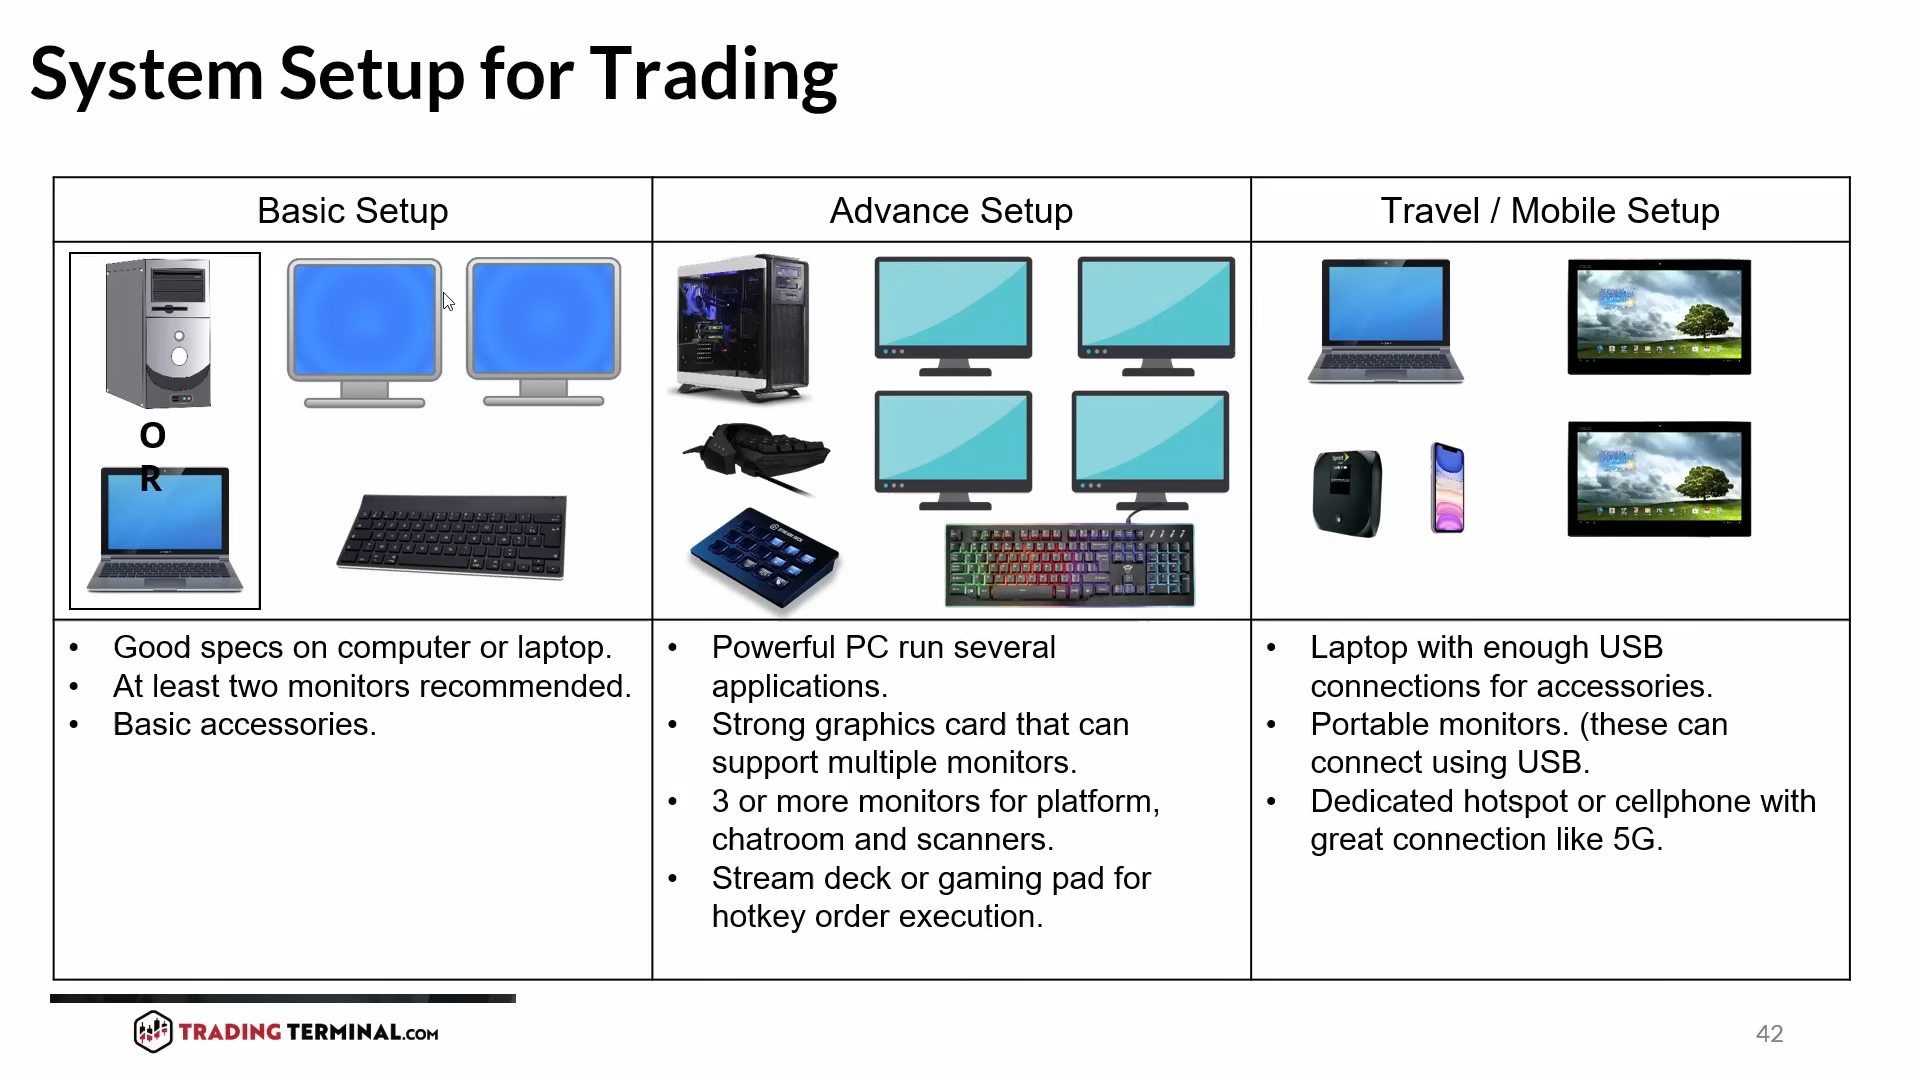 System Setup for Trading
Basic Setup
Advance Setup
Travel / Mobile Setup
O
R
• Good specs on computer or laptop.
• At least two monitors recommended.
• Basic accessories.
• Powerful PC run several
applications.
• Strong graphics card that can
support multiple monitors.
• 3 or more monitors for platform,
chatroom and scanners.
• Stream deck or gaming pad for
hotkey order execution.
• Laptop with enough USB
connections for accessories.
• Portable monitors. (these can
connect using USB.
• Dedicated hotspot or cellphone with
great connection like 5G.
TRADING TERMINAL.COM
42
Sprint
STREAM DECK